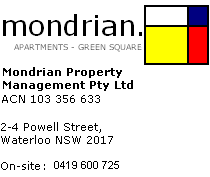 mondrian.
APARTMENTS - GREEN SQUARE
Mondrian Property
Management Pty Ltd
ACN 103 356 633
2-4 Powell Street,
Waterloo NSW 2017
On-site: 0419 600 725